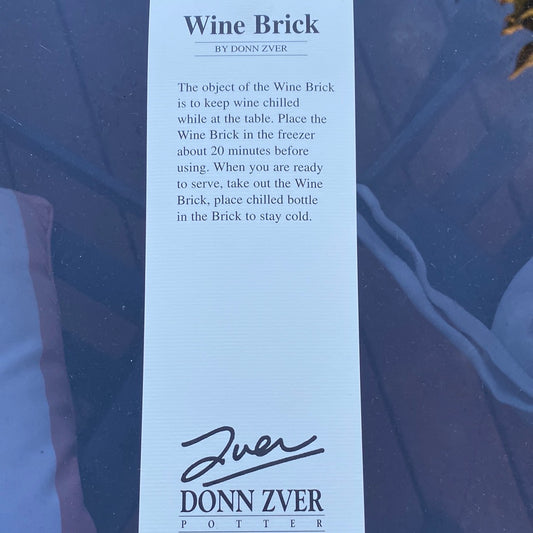 Wine Brick
BY DONN ZVER
The object of the Wine Brick
is to keep wine chilled
while at the table. Place the
Wine Brick in the freezer
about 20 minutes before
using. When you are ready
to serve, take out the Wine
Brick, place chilled bottle
in the Brick to stay cold.
Zver
DONN ZVER
POTTER